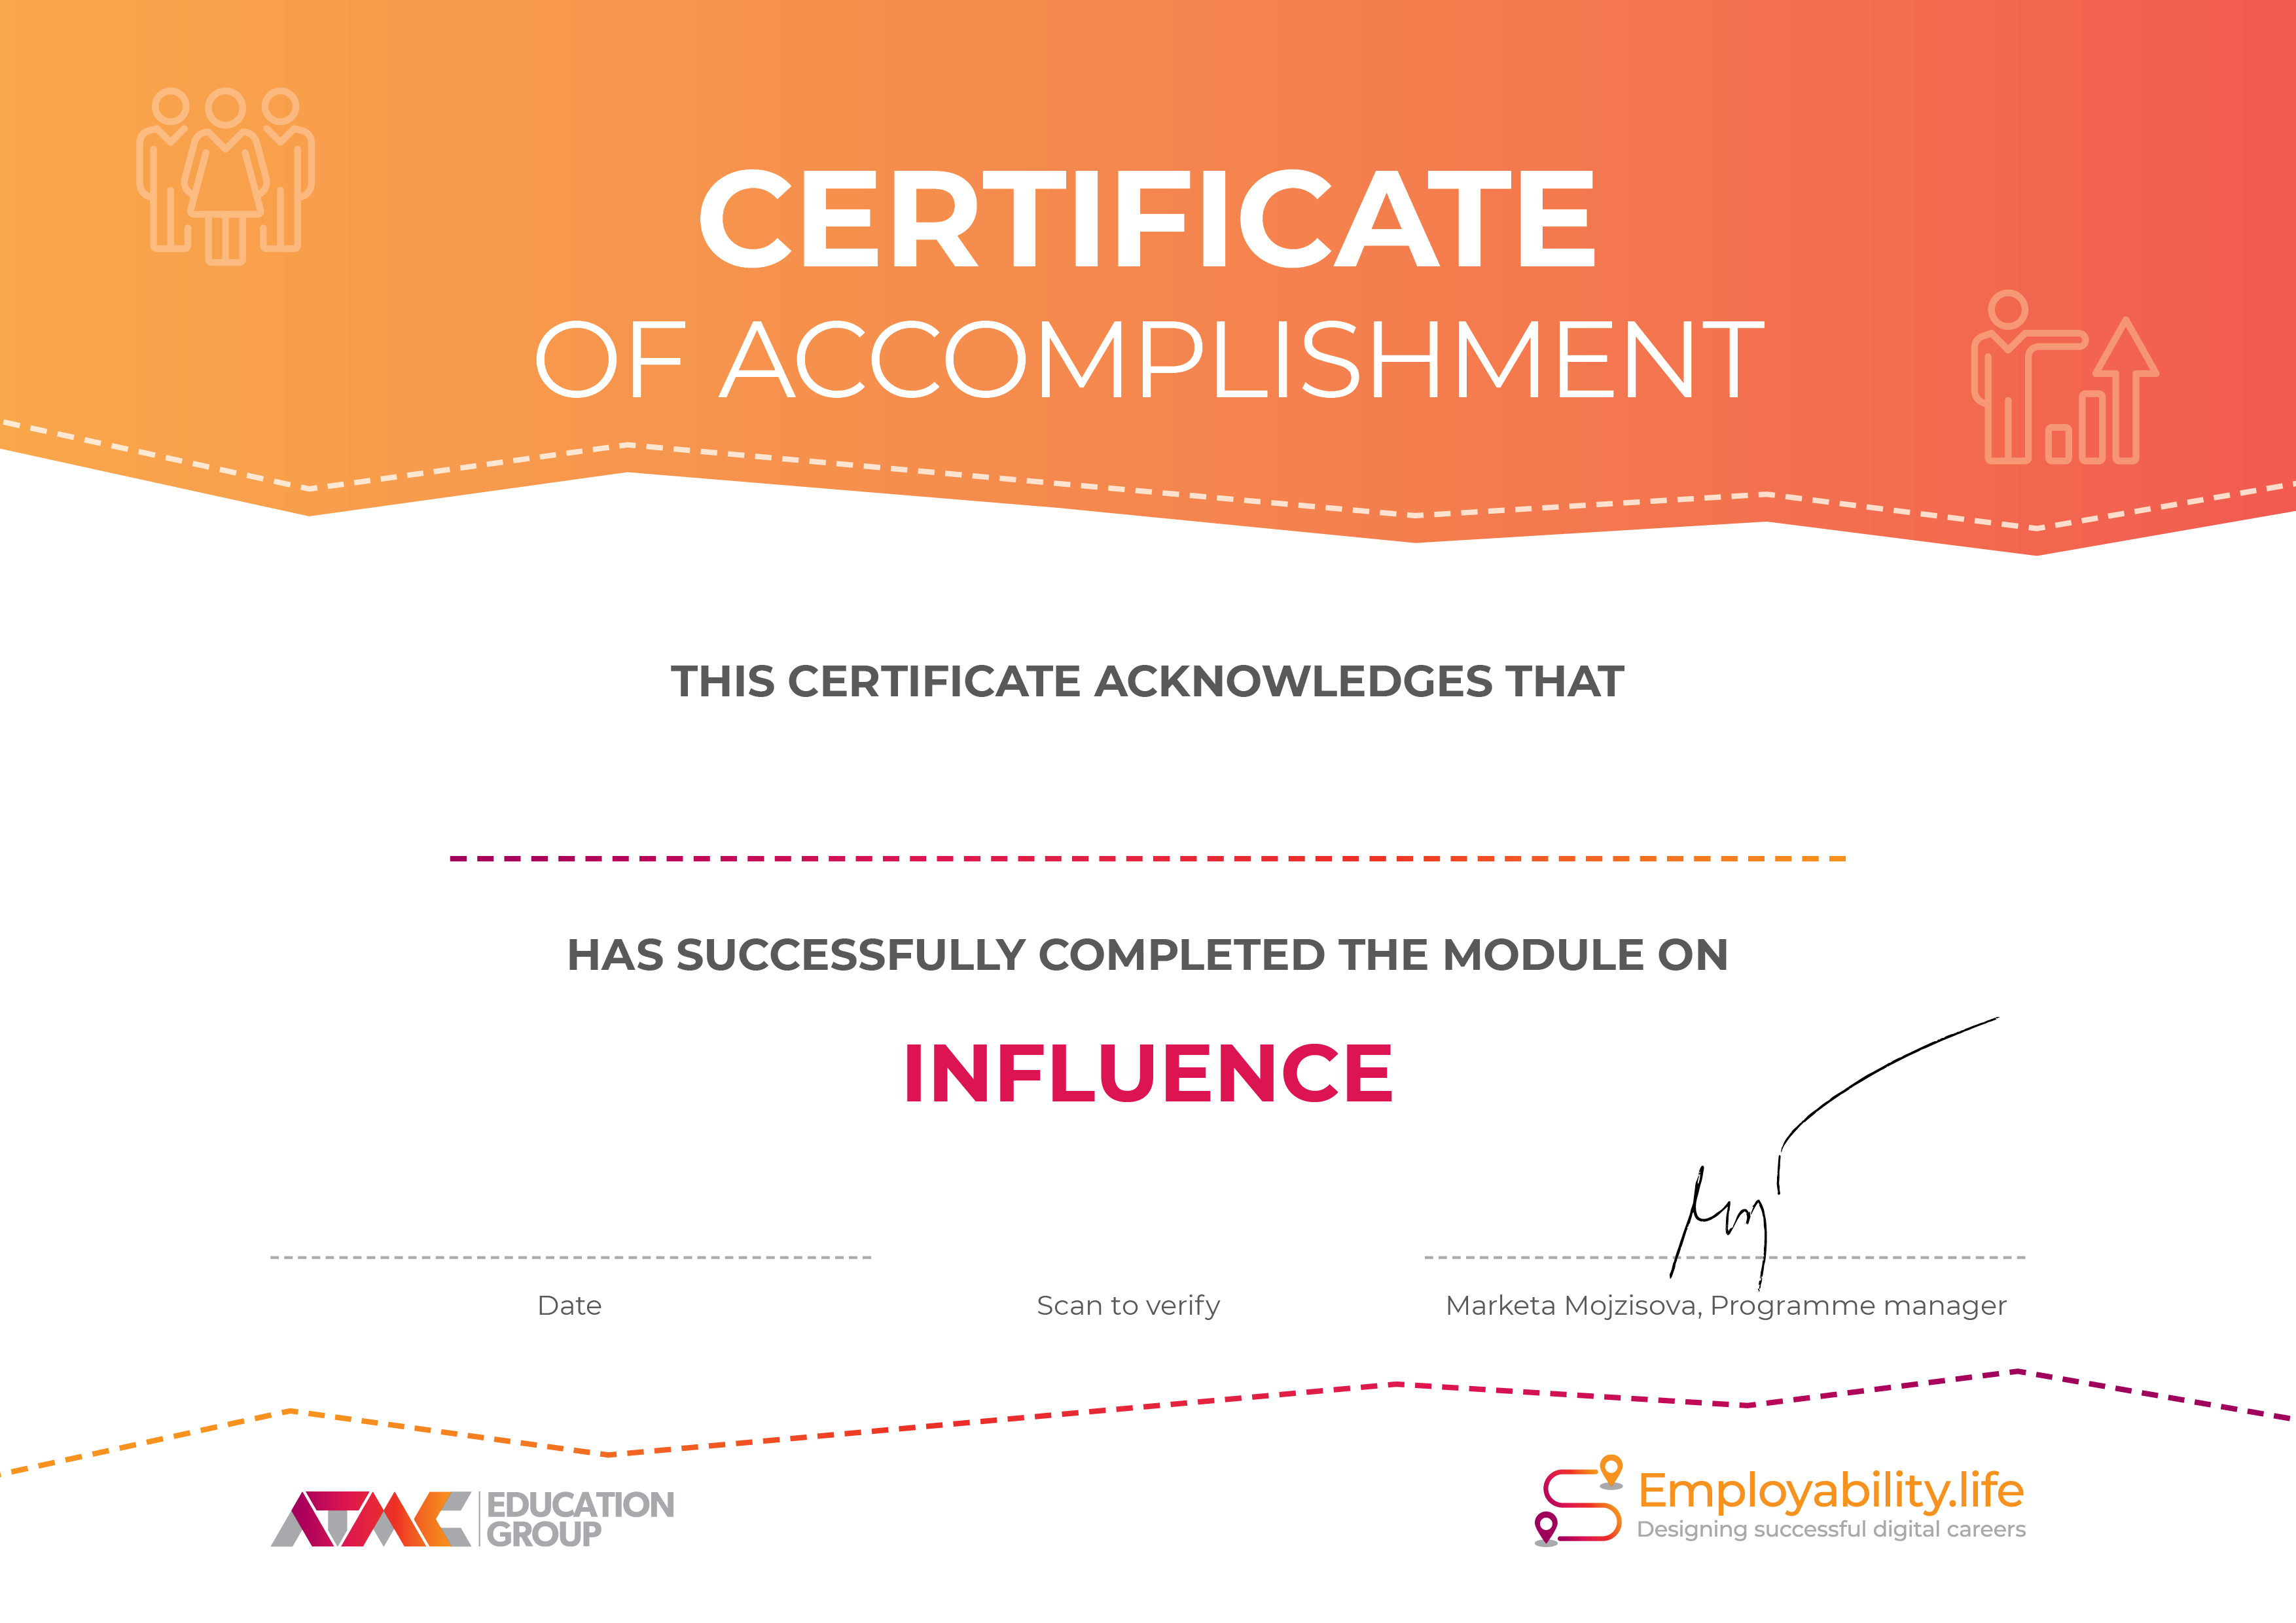 CERTIFICATE
OF ACCOMPLISHMENT
THIS CERTIFICATE ACKNOWLEDGES THAT
HAS SUCCESSFULLY COMPLETED THE MODULE ON
INFLUENCE
Date
Scan to verify
Marketa Mojzisova, Programme manager
ATMC EDUCATION
GROUP
Employability.life
Designing successful digital careers